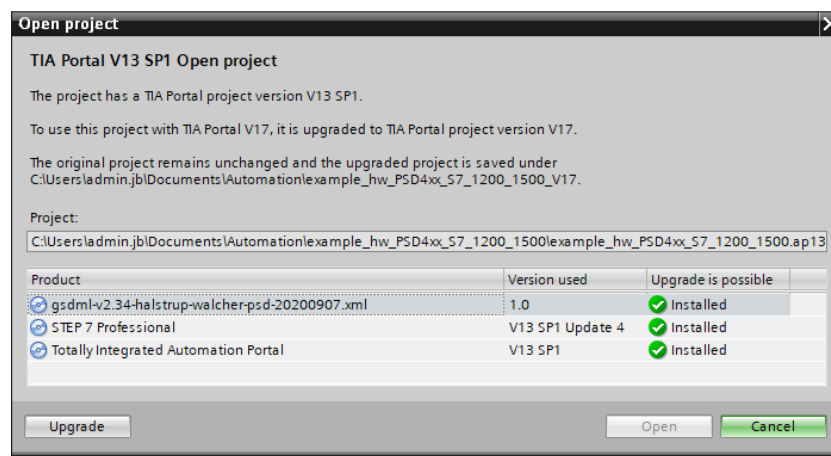 Open project
TIA Portal V13 SP1 Open project
The project has a TIA Portal project version V13 SP1.
To use this project with TIA Portal V17, it is upgraded to TIA Portal project version V17.
The original project remains unchanged and the upgraded project is saved under
C:\Users\admin.jb\Documents\Automation\example_hw_PSD4xx_S7_1200_1500_V17.
Project:
C:\Users\admin.jb\Documents\Automation\example_hw_PSD4xx_S7_1200_1500\example_hw_PSD4xx_S7_1200_1500.ap13
Product Version used Upgrade is possible
gsdml-v2.34-halstrup-walcher-psd-20200907.xml 1.0 Installed
STEP 7 Professional V13 SP1 Update 4 Installed
Totally Integrated Automation Portal V13 SP1 Installed
Upgrade Open Cancel